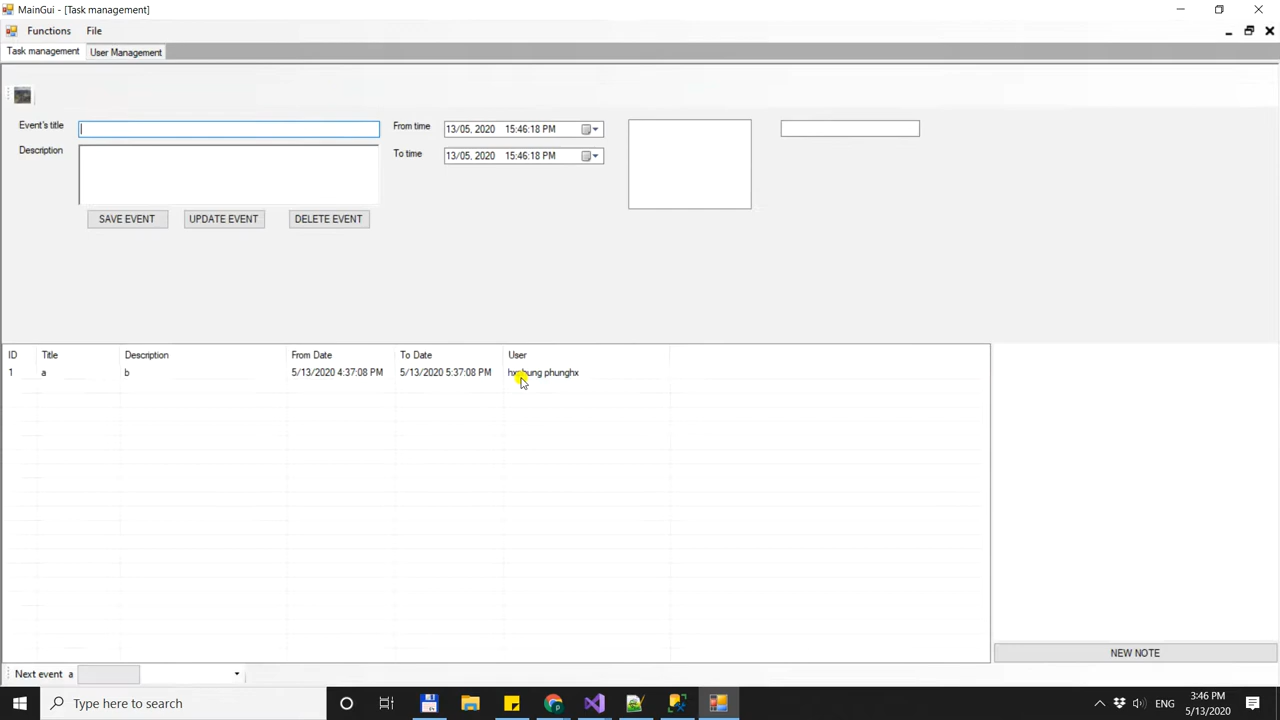 MainGui - [Task management]
Functions File
Task management User Management
Event's title
From time 13/05, 2020 15:46:18 PM
Description
To time 13/05, 2020 15:46:18 PM
SAVE EVENT UPDATE EVENT DELETE EVENT
ID Title Description From Date To Date User
1 a b 5/13/2020 4:37:08 PM 5/13/2020 5:37:08 PM phunghx
NEW NOTE
Next event a
Type here to search
ENG
3:46 PM
5/13/2020